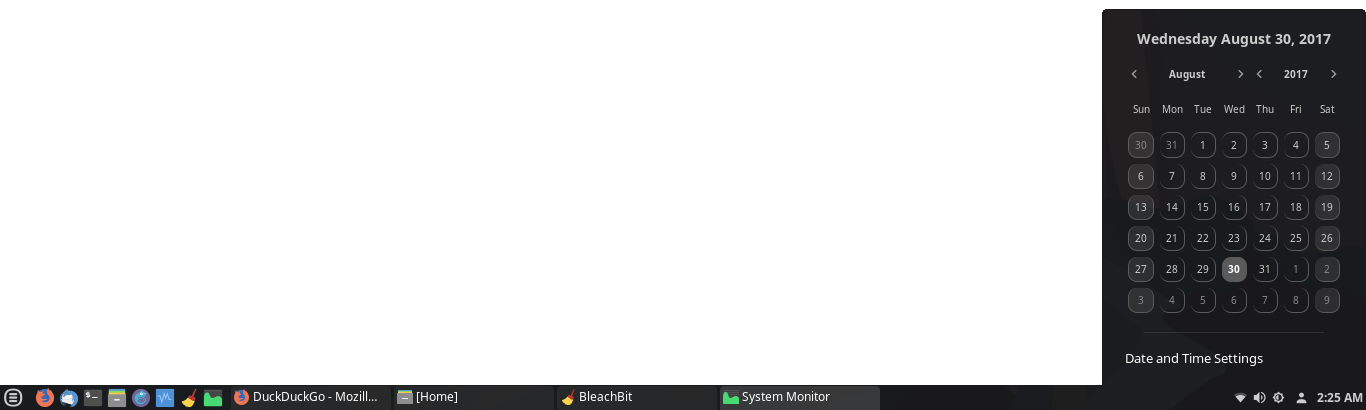 Wednesday August 30, 2017
August 2017
Sun Mon Tue Wed Thu Fri Sat
30 31 1 2 3 4 5
6 7 8 9 10 11 12
13 14 15 16 17 18 19
20 21 22 23 24 25 26
27 28 29 30 31 1 2
3 4 5 6 7 8 9
Date and Time Settings
DuckDuckGo - Mozill... [Home] BleachBit System Monitor 2:25 AM